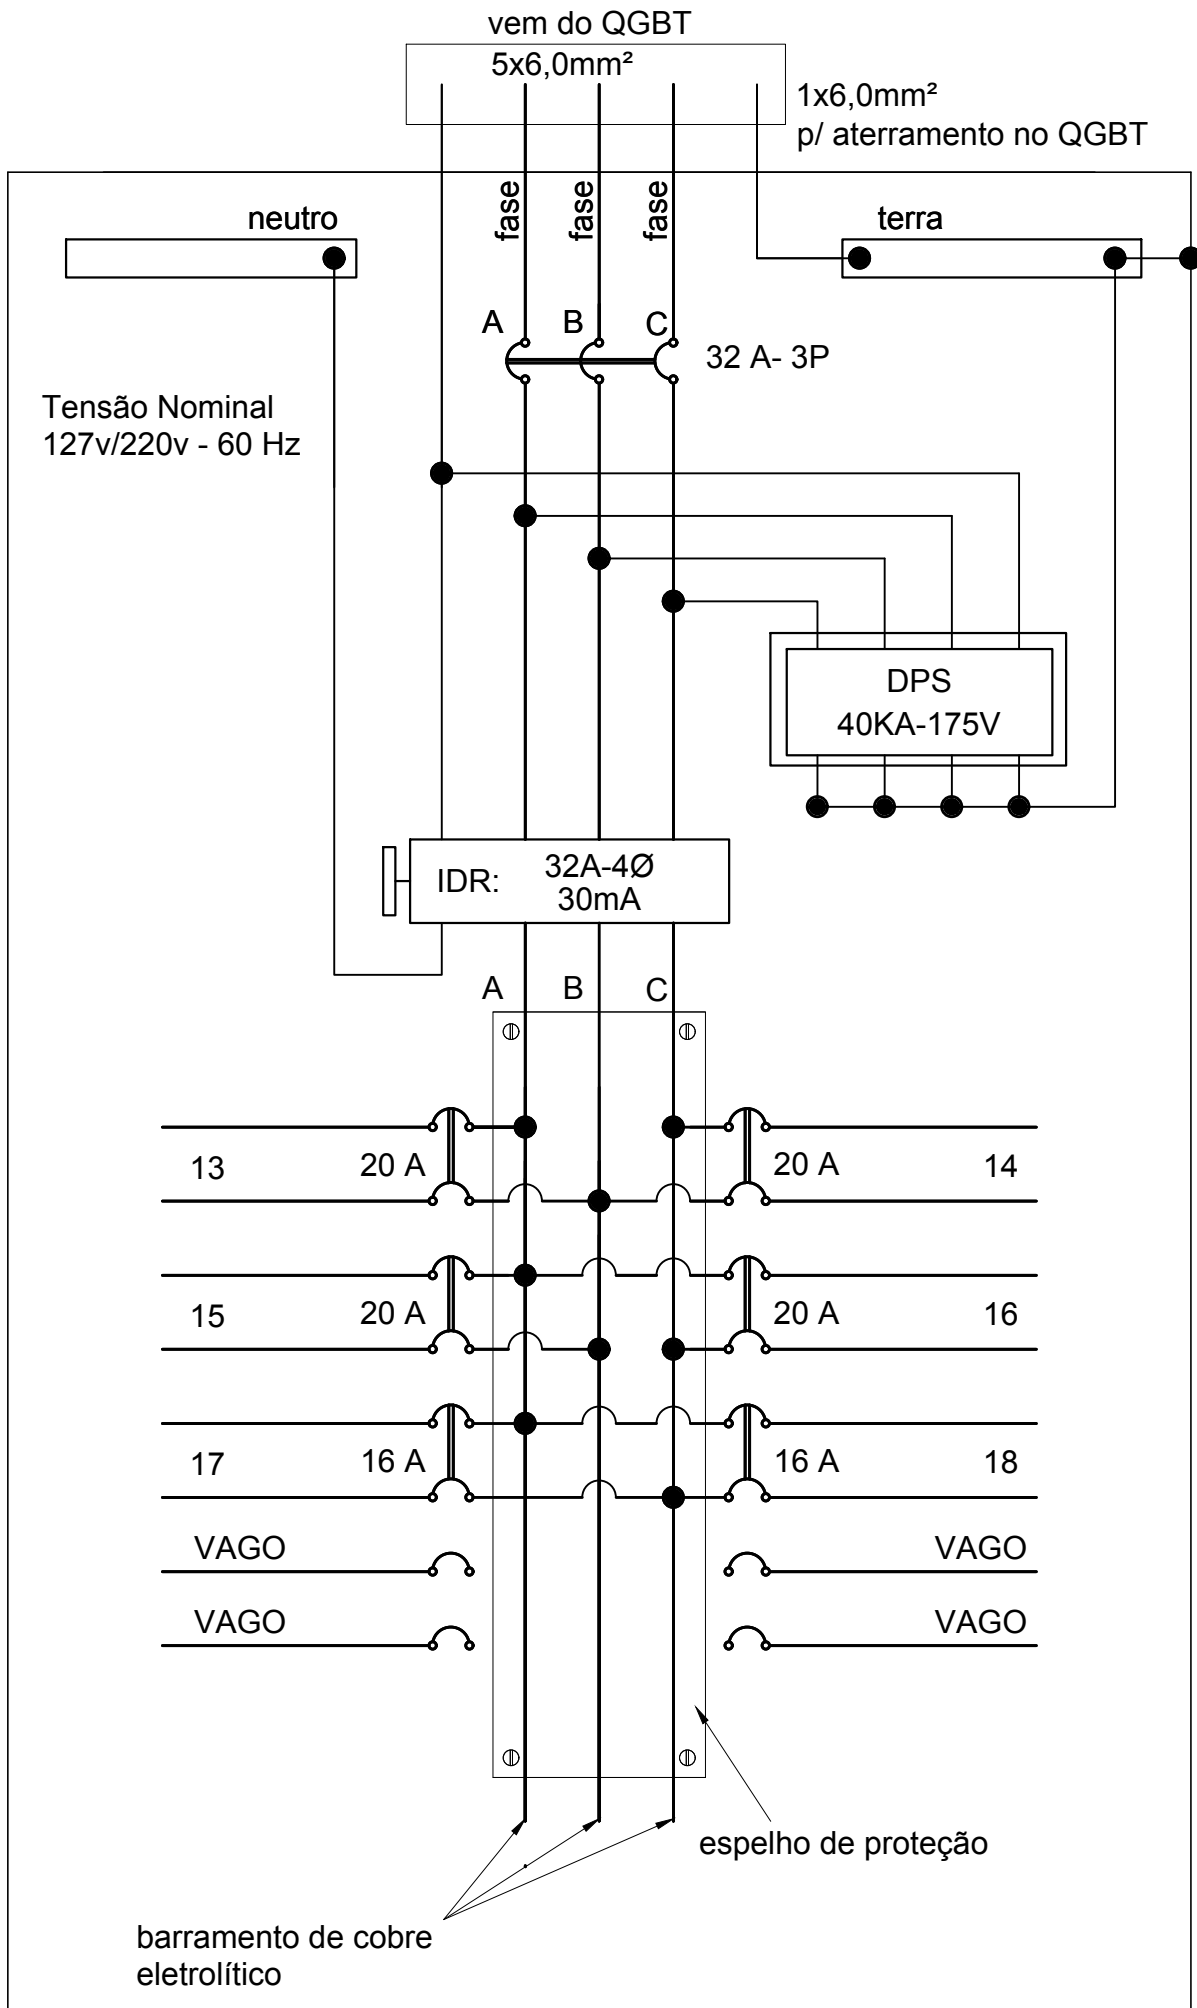 vem do QGBT
5x6,0mm²
1x6,0mm²
p/ aterramento no QGBT
fase
fase
fase
neutro
terra
A
B
C
32 A- 3P
Tensão Nominal
127v/220v - 60 Hz
DPS
40KA-175V
IDR:
32A-4Ø
30mA
A
B
C
13
20 A
20 A
14
15
20 A
20 A
16
17
16 A
16 A
18
VAGO
VAGO
VAGO
VAGO
espelho de proteção
barramento de cobre
eletrolítico